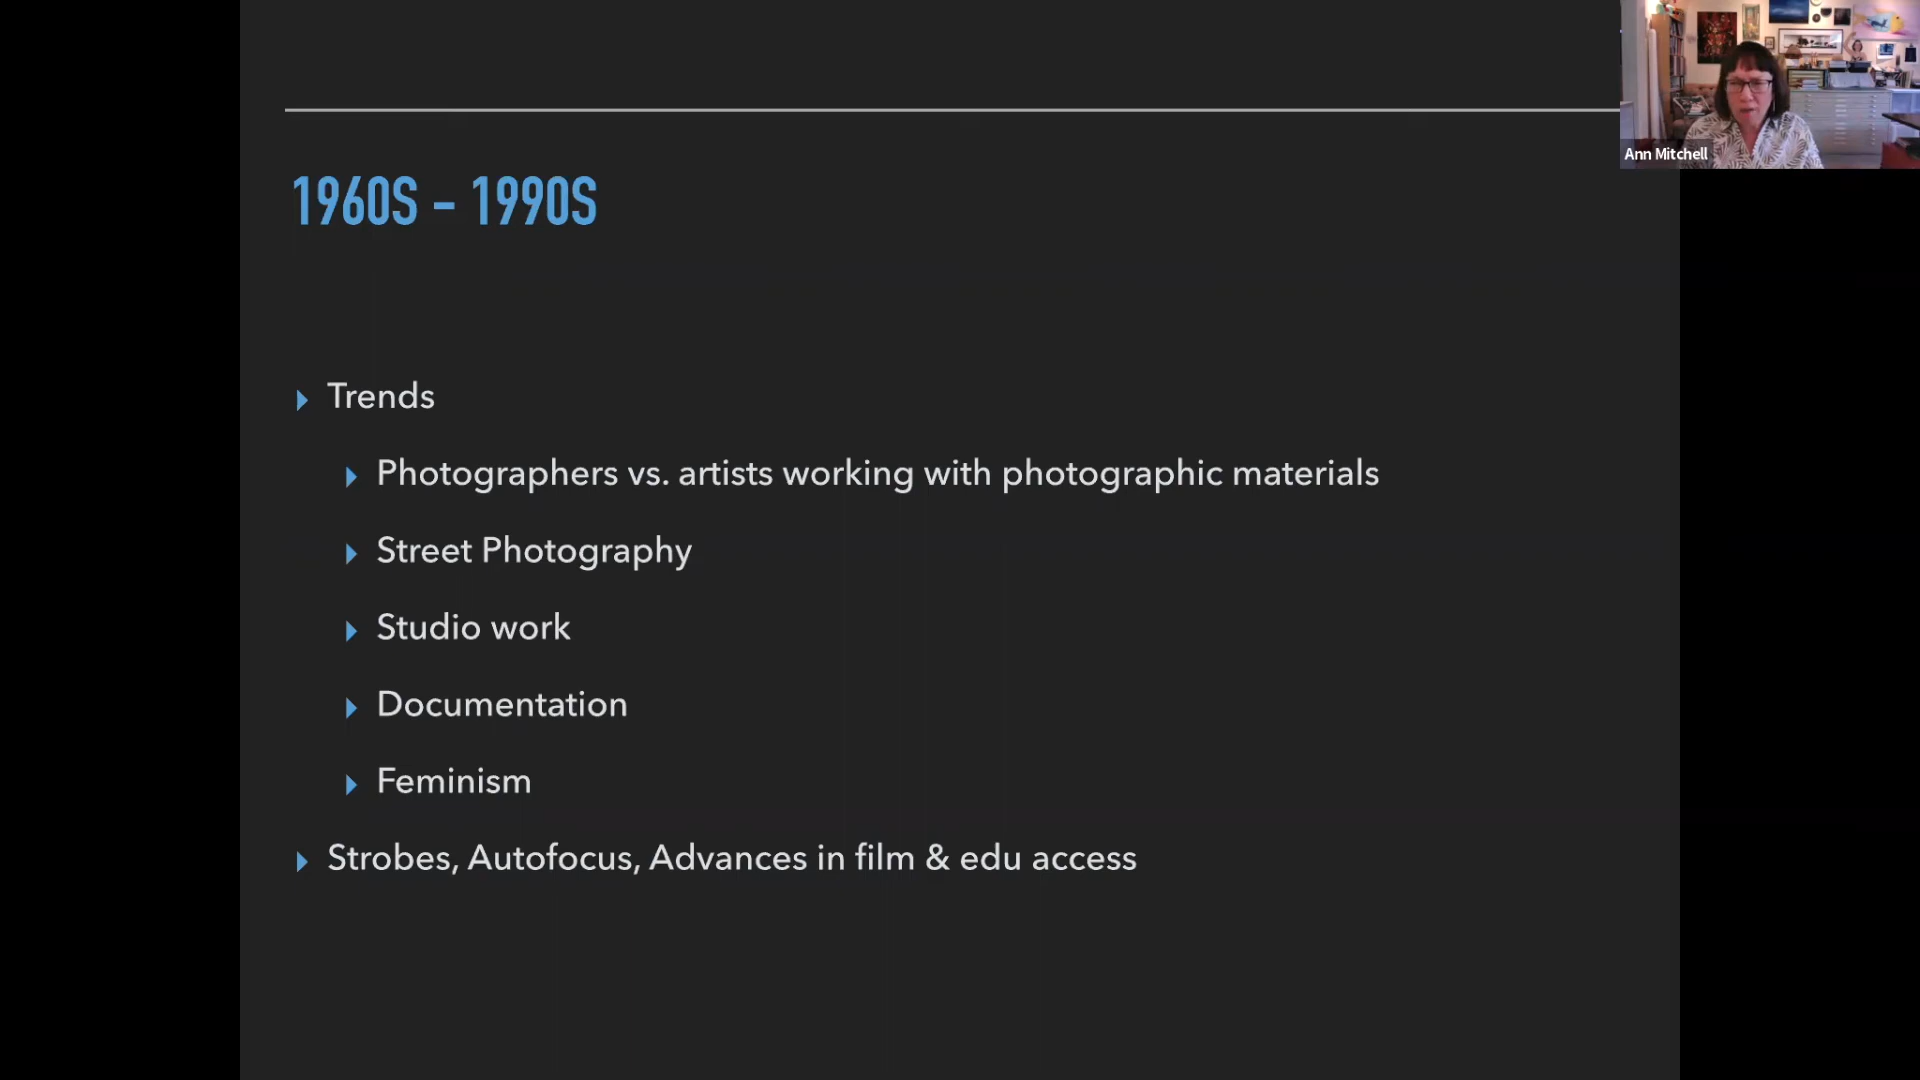 Ann Mitchell
1960S – 1990S
Trends
Photographers vs. artists working with photographic materials
Street Photography
Studio work
Documentation
Feminism
Strobes, Autofocus, Advances in film & edu access